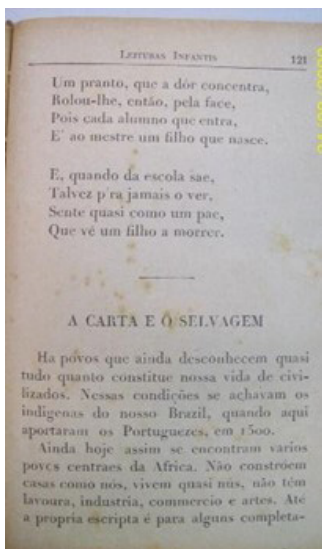 Leituras Infantis 121
Um pranto, que a dôr concentra,
Rolou-lhe, então, pela face,
Pois cada alumno que entra,
E' ao mestre um filho que nasce.
E, quando da escola sae,
Talvez p'ra jamais o ver,
Sente quasi como um pae,
Que vê um filho a morrer.
A CARTA E O SELVAGEM
Ha povos que ainda desconhecem quasi
tudo quanto constitue nossa vida de civi-
lizados. Nessas condições se achavam os
indigenas do nosso Brazil, quando aqui
aportaram os Portuguezes, em 1500.
Ainda hoje assim se encontram varios
povos centraes da Africa. Não constróem
casas como nós, vivem quasi nús, não têm
lavoura, industria, commercio e artes. Até
a propria escripta é para alguns completa-